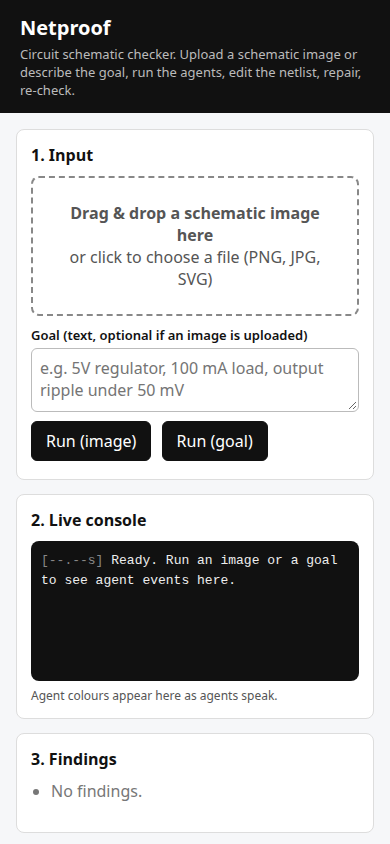 Netproof
Circuit schematic checker. Upload a schematic image or
describe the goal, run the agents, edit the netlist, repair,
re-check.
1. Input
Drag & drop a schematic image
here
or click to choose a file (PNG, JPG,
SVG)
Goal (text, optional if an image is uploaded)
e.g. 5V regulator, 100 mA load, output
ripple under 50 mV
Run (image)
Run (goal)
2. Live console
[--.--s] Ready. Run an image or a goal
to see agent events here.
Agent colours appear here as agents speak.
3. Findings
No findings.